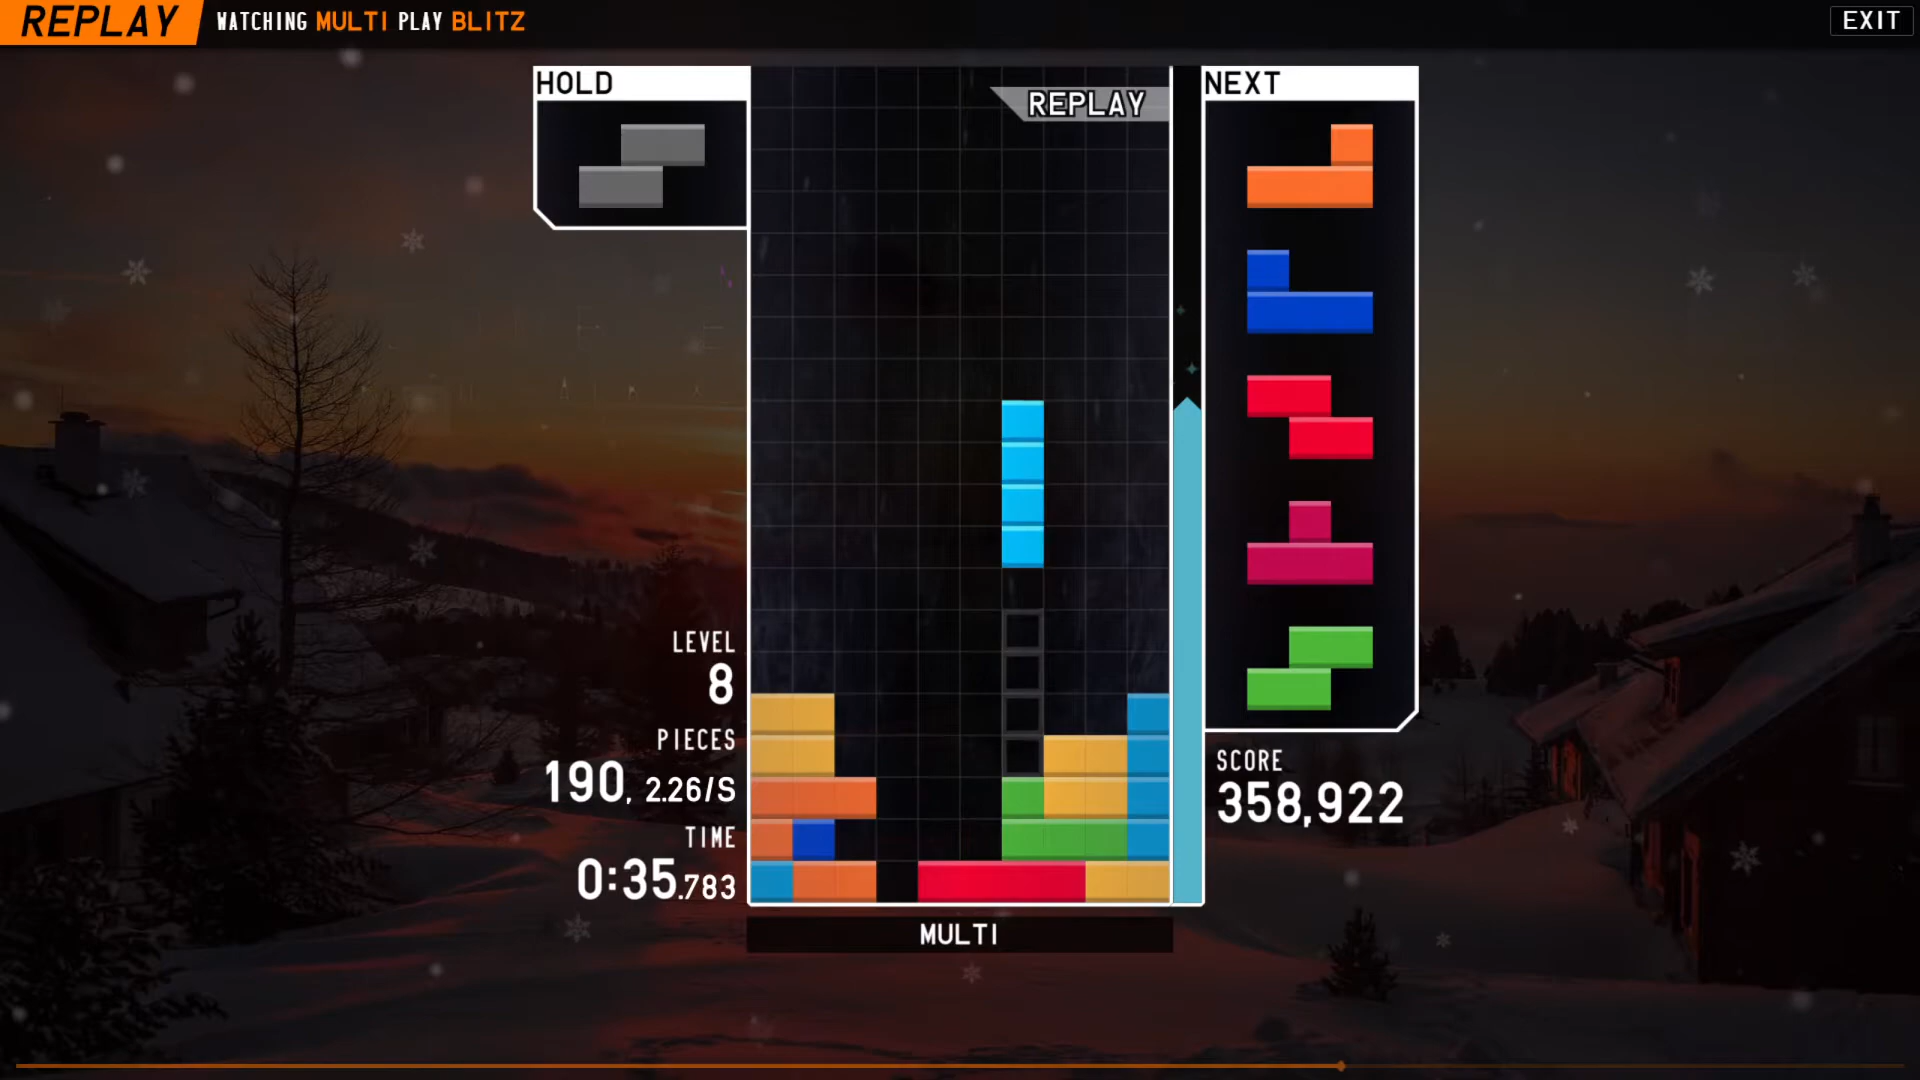 REPLAY WATCHING MULTI PLAY BLITZ EXIT
HOLD
REPLAY
NEXT
LEVEL
8
PIECES
190, 2.26/S
TIME
0:35.783
SCORE
358,922
MULTI